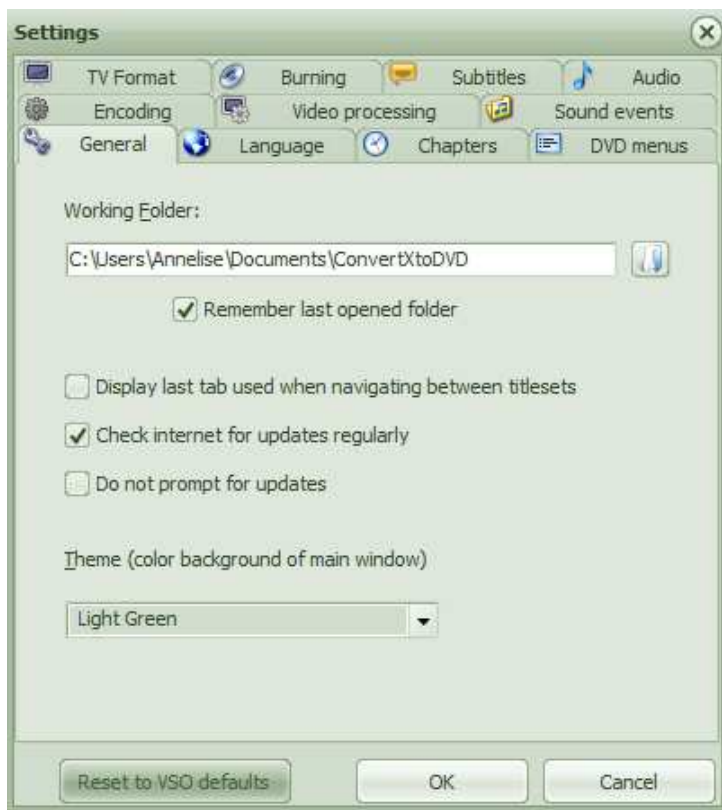 Settings
TV Format Burning Subtitles Audio
Encoding Video processing Sound events
General Language Chapters DVD menus
Working Folder:
C:\Users\Annelise\Documents\ConvertXtoDVD
Remember last opened folder
Display last tab used when navigating between titlesets
Check internet for updates regularly
Do not prompt for updates
Theme (color background of main window)
Light Green
Reset to VSO defaults OK Cancel